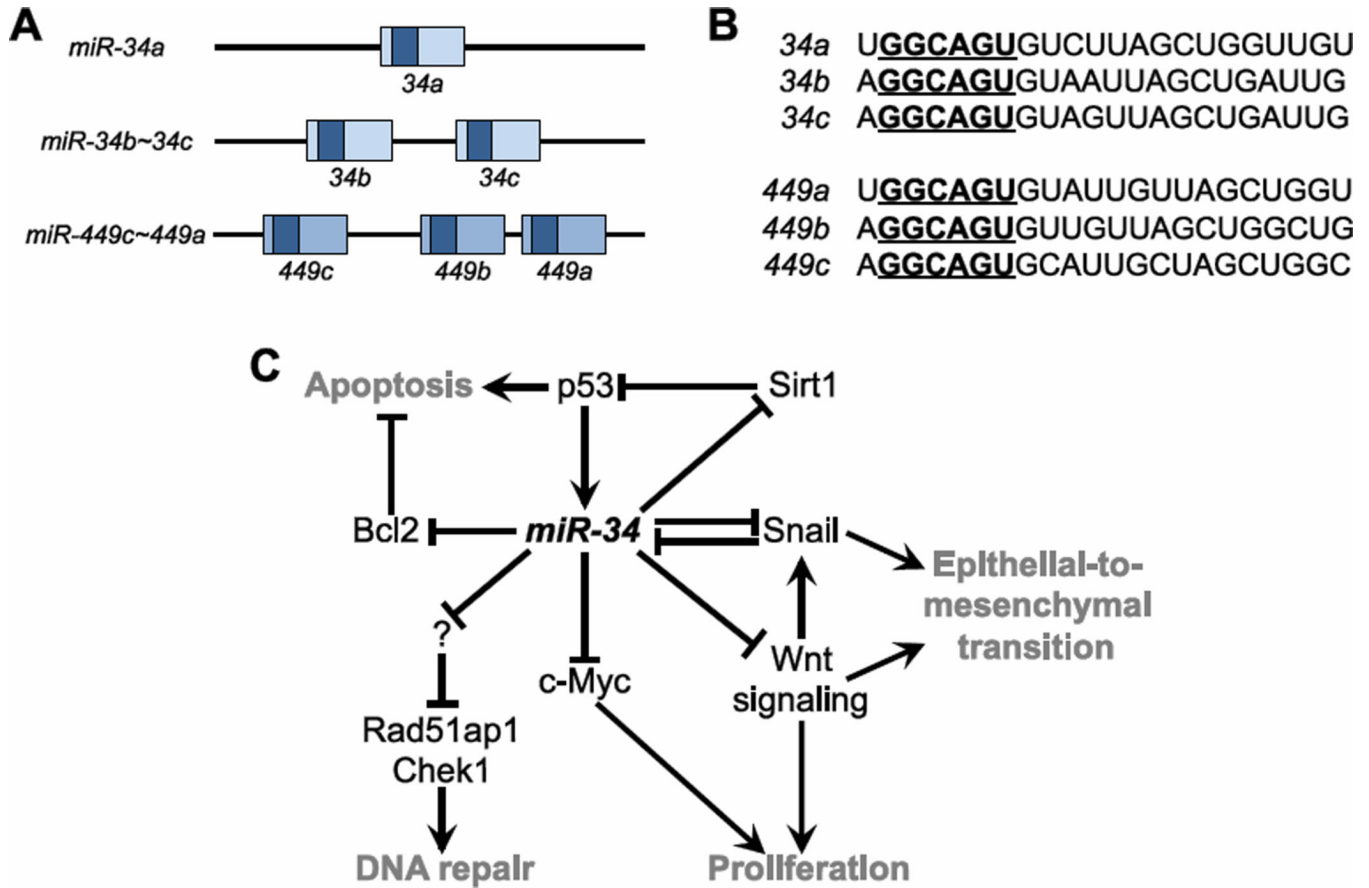 A
miR-34a
34a
miR-34b~34c
34b
34c
miR-449c~449a
449c
449b
449a
B
34a UGGCAGUGUCUUAGCUGGUUGU
34b AGGCAGUGUAAUUAGCUGAUUG
34c AGGCAGUGUAGUUAGCUGAUUG
449a UGGCAGUGUAUUGUUAGCUGGU
449b AGGCAGUGUUGUUAGCUGGCUG
449c AGGCAGUGCAUUGCUAGCUGGC
C
Apoptosis
p53
Sirt1
Bcl2
miR-34
Snail
EpIthelIal-to-
mesenchymal
transition
?
c-Myc
Wnt
signaling
Rad51ap1
Chek1
DNA repaIr
ProlIferatIon